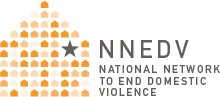 NNEDV
NATIONAL NETWORK
TO END DOMESTIC
VIOLENCE